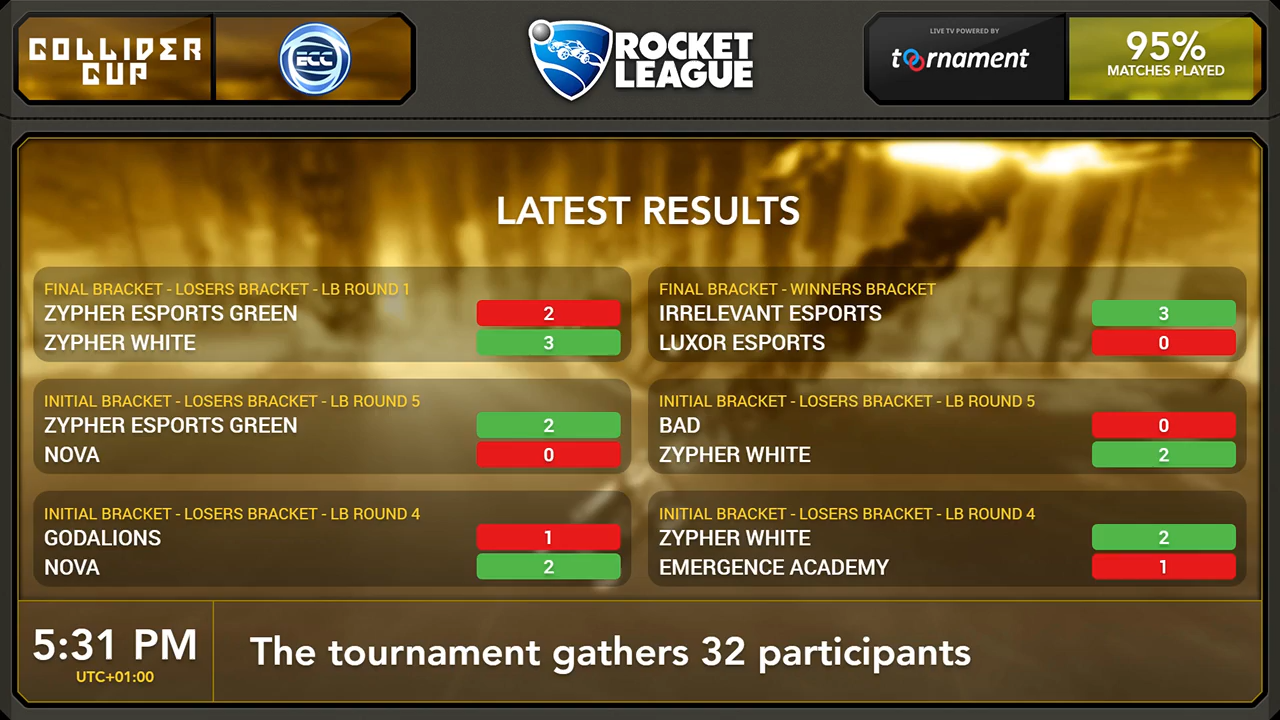 COLLIDER
CUP
ECC
ROCKET
LEAGUE
LIVE TV POWERED BY
toornament
95%
MATCHES PLAYED
LATEST RESULTS
FINAL BRACKET - LOSERS BRACKET - LB ROUND 1
ZYPHER ESPORTS GREEN 2
ZYPHER WHITE 3
FINAL BRACKET - WINNERS BRACKET
IRRELEVANT ESPORTS 3
LUXOR ESPORTS 0
INITIAL BRACKET - LOSERS BRACKET - LB ROUND 5
ZYPHER ESPORTS GREEN 2
NOVA 0
INITIAL BRACKET - LOSERS BRACKET - LB ROUND 5
BAD 0
ZYPHER WHITE 2
INITIAL BRACKET - LOSERS BRACKET - LB ROUND 4
GODALIONS 1
NOVA 2
INITIAL BRACKET - LOSERS BRACKET - LB ROUND 4
ZYPHER WHITE 2
EMERGENCE ACADEMY 1
5:31 PM
UTC+01:00
The tournament gathers 32 participants